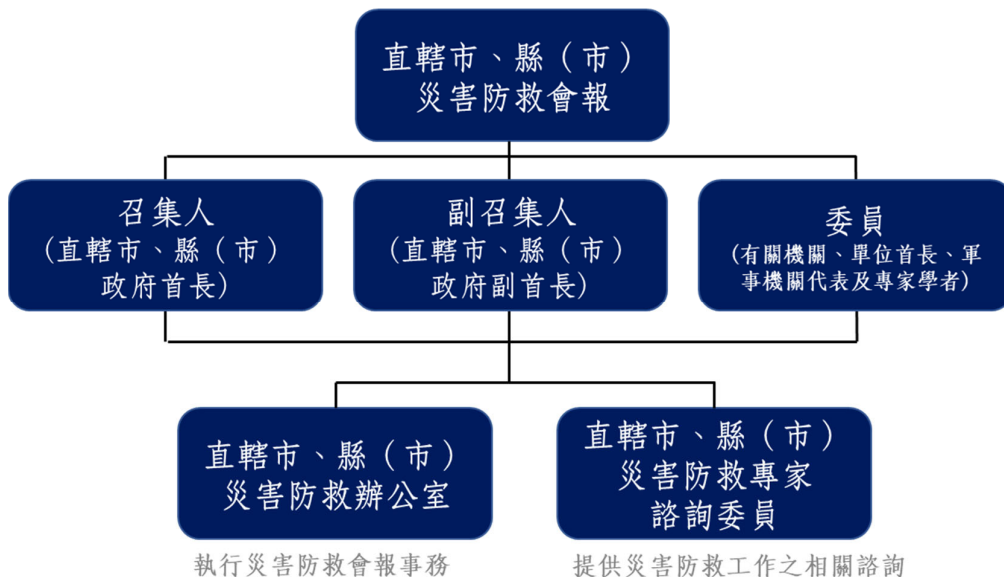 直轄市、縣（市）
災害防救會報
召集人
(直轄市、縣（市）
政府首長)
副召集人
(直轄市、縣（市）
政府副首長)
委員
(有關機關、單位首長、軍
事機關代表及專家學者)
直轄市、縣（市）
災害防救辦公室
執行災害防救會報事務
直轄市、縣（市）
災害防救專家
諮詢委員
提供災害防救工作之相關諮詢